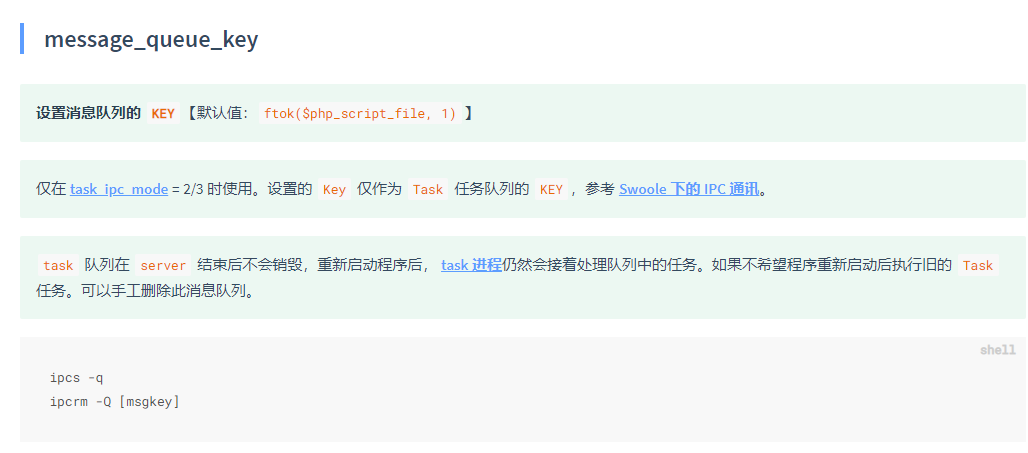 message_queue_key
设置消息队列的 KEY【默认值： ftok($php_script_file, 1) 】
仅在 task_ipc_mode = 2/3 时使用。设置的 Key 仅作为 Task 任务队列的 KEY ，参考 Swoole 下的 IPC 通讯。
task 队列在 server 结束后不会销毁，重新启动程序后， task 进程仍然会接着处理队列中的任务。如果不希望程序重新启动后执行旧的 Task
任务。可以手工删除此消息队列。
shell
ipcs -q
ipcrm -Q [msgkey]